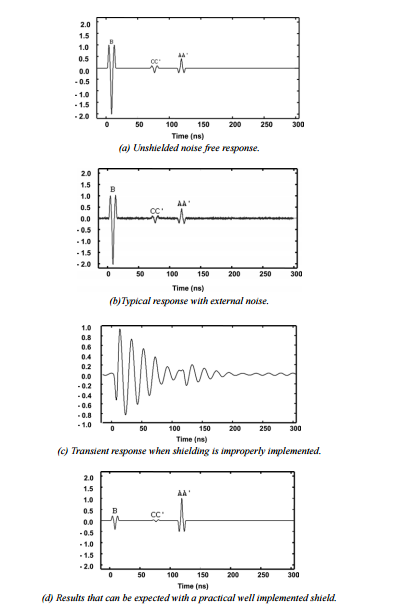 2.0
1.5
1.0
0.5
0.0
- 0.5
- 1.0
- 1.5
- 2.0
B
CC'
AA'
0 50 100 150 200 250 300
Time (ns)
(a) Unshielded noise free response.
2.0
1.5
1.0
0.5
0.0
- 0.5
- 1.0
- 1.5
- 2.0
B
CC'
AA'
0 50 100 150 200 250 300
Time (ns)
(b)Typical response with external noise.
1.0
0.8
0.6
0.4
0.2
0.0
- 0.2
- 0.4
- 0.6
- 0.8
- 1.0
0 50 100 150 200 250 300
Time (ns)
(c) Transient response when shielding is improperly implemented.
2.0
1.5
1.0
0.5
0.0
- 0.5
- 1.0
- 1.5
- 2.0
B
CC'
AA'
0 50 100 150 200 250 300
Time (ns)
(d) Results that can be expected with a practical well implemented shield.